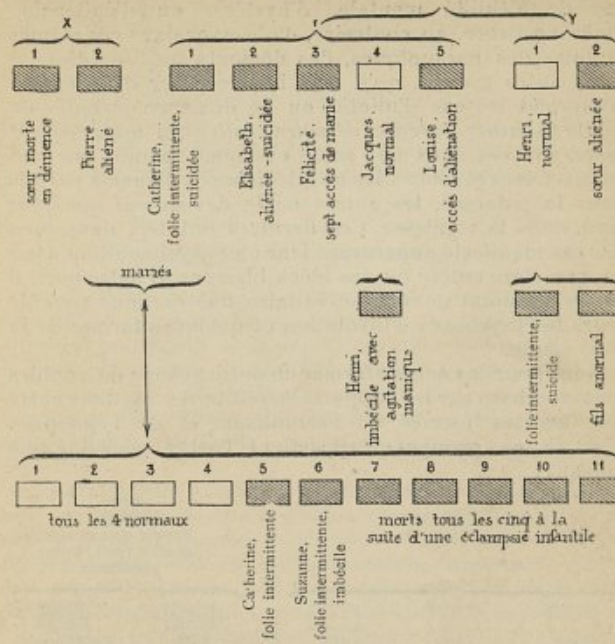 X r Y
1 2 1 2 3 4 5 1 2
sœur morte
en démence
Pierre
aliéné
Catherine,
folie intermittente,
suicidée
Elisabeth,
aliénée - suicidée
Félicité,
sept accès de manie
Jacques
normal
Louise,
accès d'aliénation
Henri,
normal
sœur aliénée
mariés
Henri,
imbécile avec
agitation
maniaque
folie intermittente,
suicide
fils anormal
1 2 3 4 5 6 7 8 9 10 11
tous les 4 normaux
Catherine,
folie intermittente
Suzanne,
folie intermittente,
imbécile
morts tous les cinq à la
suite d'une éclampsie infantile